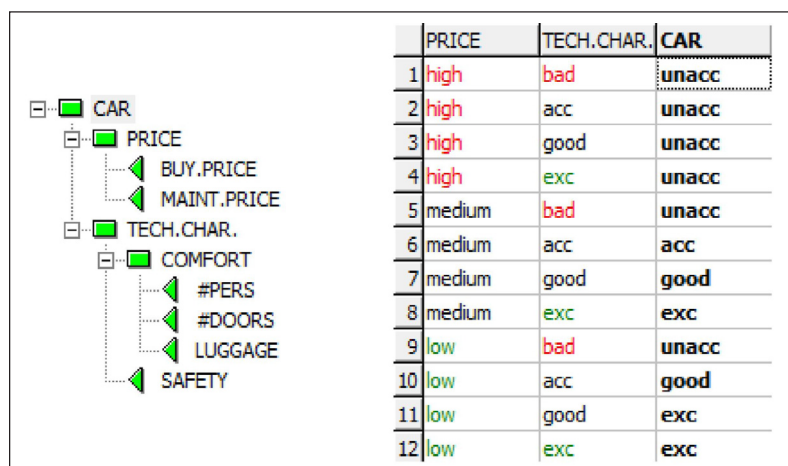 CAR
PRICE
BUY.PRICE
MAINT.PRICE
TECH.CHAR.
COMFORT
#PERS
#DOORS
LUGGAGE
SAFETY
PRICE TECH.CHAR. CAR
1 high bad unacc
2 high acc unacc
3 high good unacc
4 high exc unacc
5 medium bad unacc
6 medium acc acc
7 medium good good
8 medium exc exc
9 low bad unacc
10 low acc good
11 low good exc
12 low exc exc